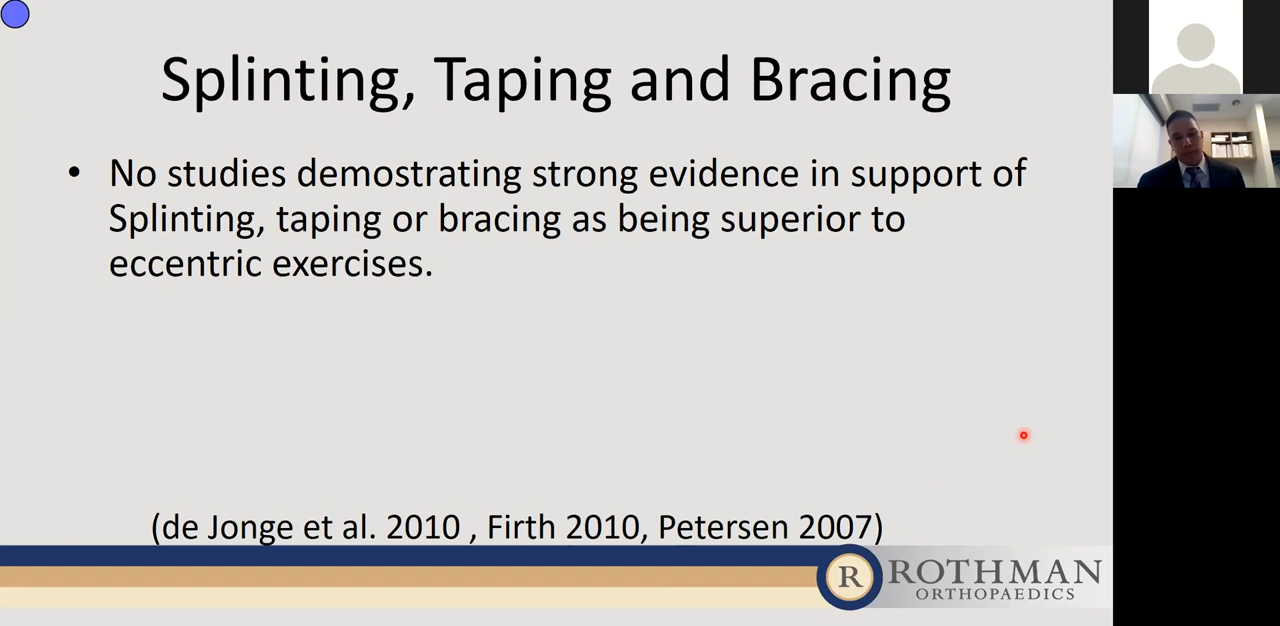 Splinting, Taping and Bracing
• No studies demostrating strong evidence in support of
Splinting, taping or bracing as being superior to
eccentric exercises.
(de Jonge et al. 2010 , Firth 2010, Petersen 2007)
R ROTHMAN
ORTHOPAEDICS